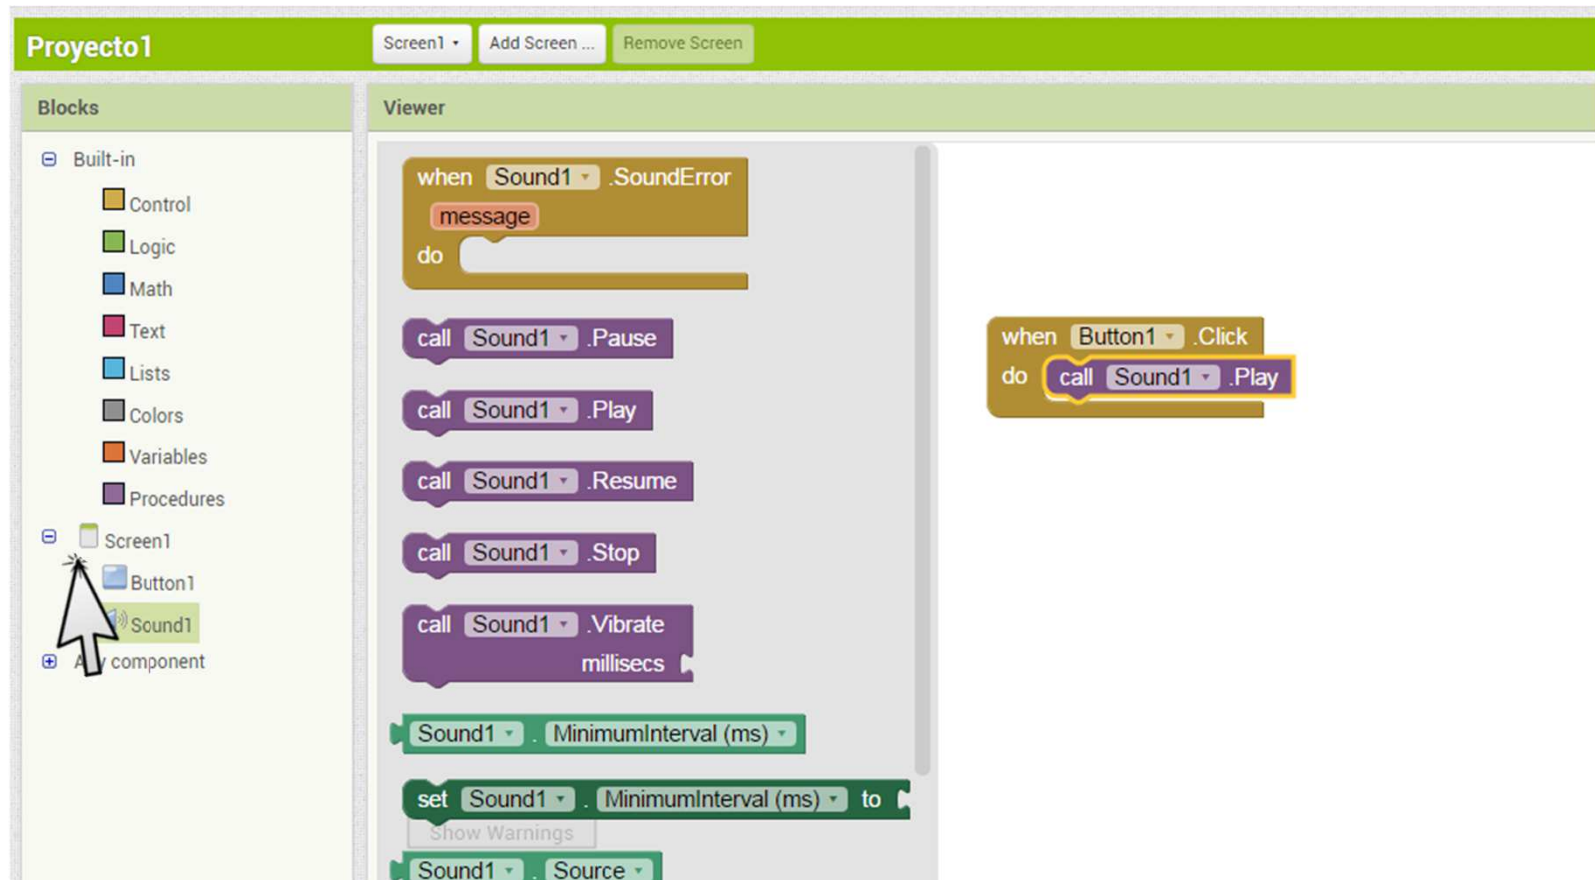 Proyecto1
Screen1
Add Screen ...
Remove Screen
Blocks
Viewer
Built-in
Control
Logic
Math
Text
Lists
Colors
Variables
Procedures
Screen1
Button1
Sound1
component
when Sound1 .SoundError
message
do
call Sound1 .Pause
call Sound1 .Play
call Sound1 .Resume
call Sound1 .Stop
call Sound1 .Vibrate
millisecs
Sound1 . MinimumInterval (ms)
set Sound1 . MinimumInterval (ms) to
Show Warnings
Sound1 . Source
when Button1 .Click
do call Sound1 .Play